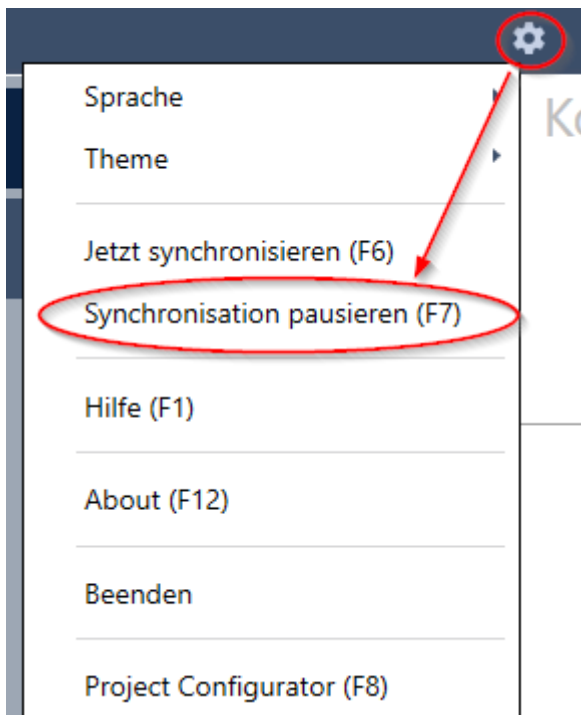 Sprache
Theme
Jetzt synchronisieren (F6)
Synchronisation pausieren (F7)
Hilfe (F1)
About (F12)
Beenden
Project Configurator (F8)